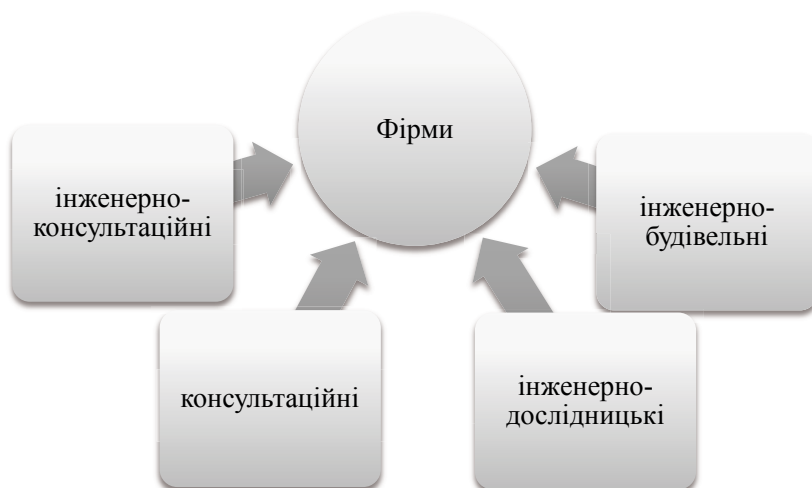 Фірми
інженерно-
консультаційні
консультаційні
інженерно-
дослідницькі
інженерно-
будівельні